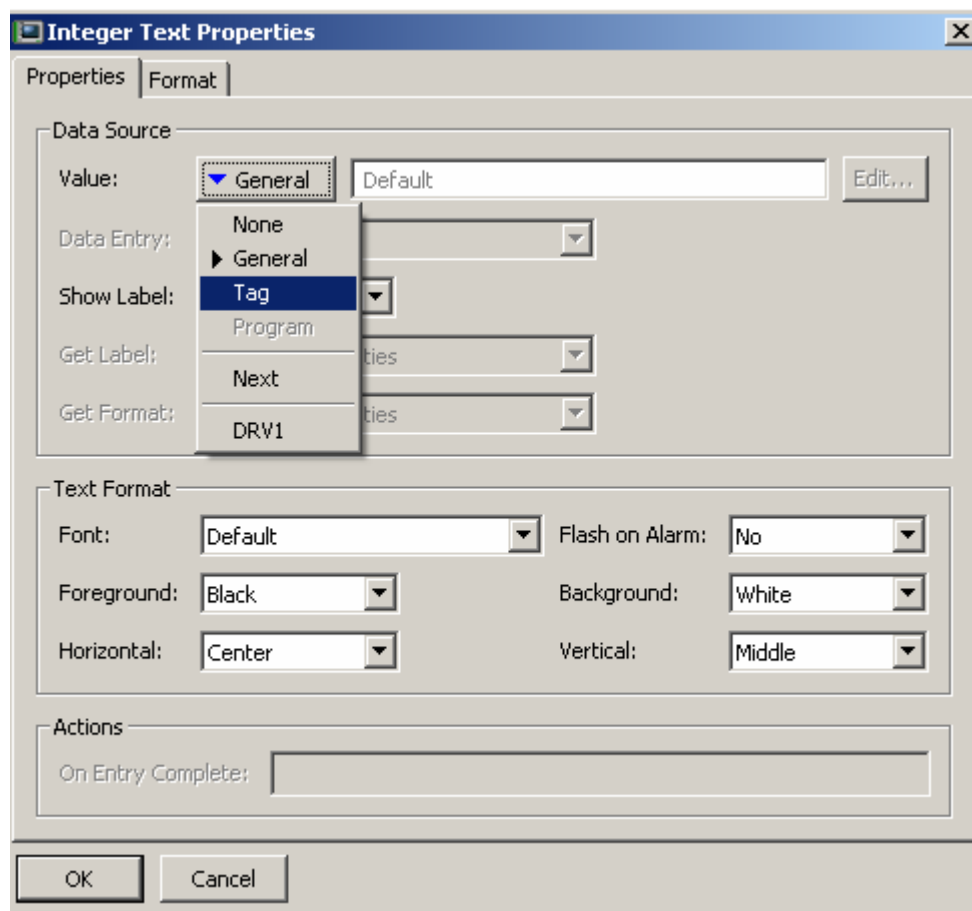 Integer Text Properties
Properties Format
Data Source
Value: General Default Edit...
None
Data Entry:
General
Show Label: Tag
Program
Get Label: ties
Next
Get Format: ties
DRV1
Text Format
Font: Default Flash on Alarm: No
Foreground: Black Background: White
Horizontal: Center Vertical: Middle
Actions
On Entry Complete:
OK Cancel